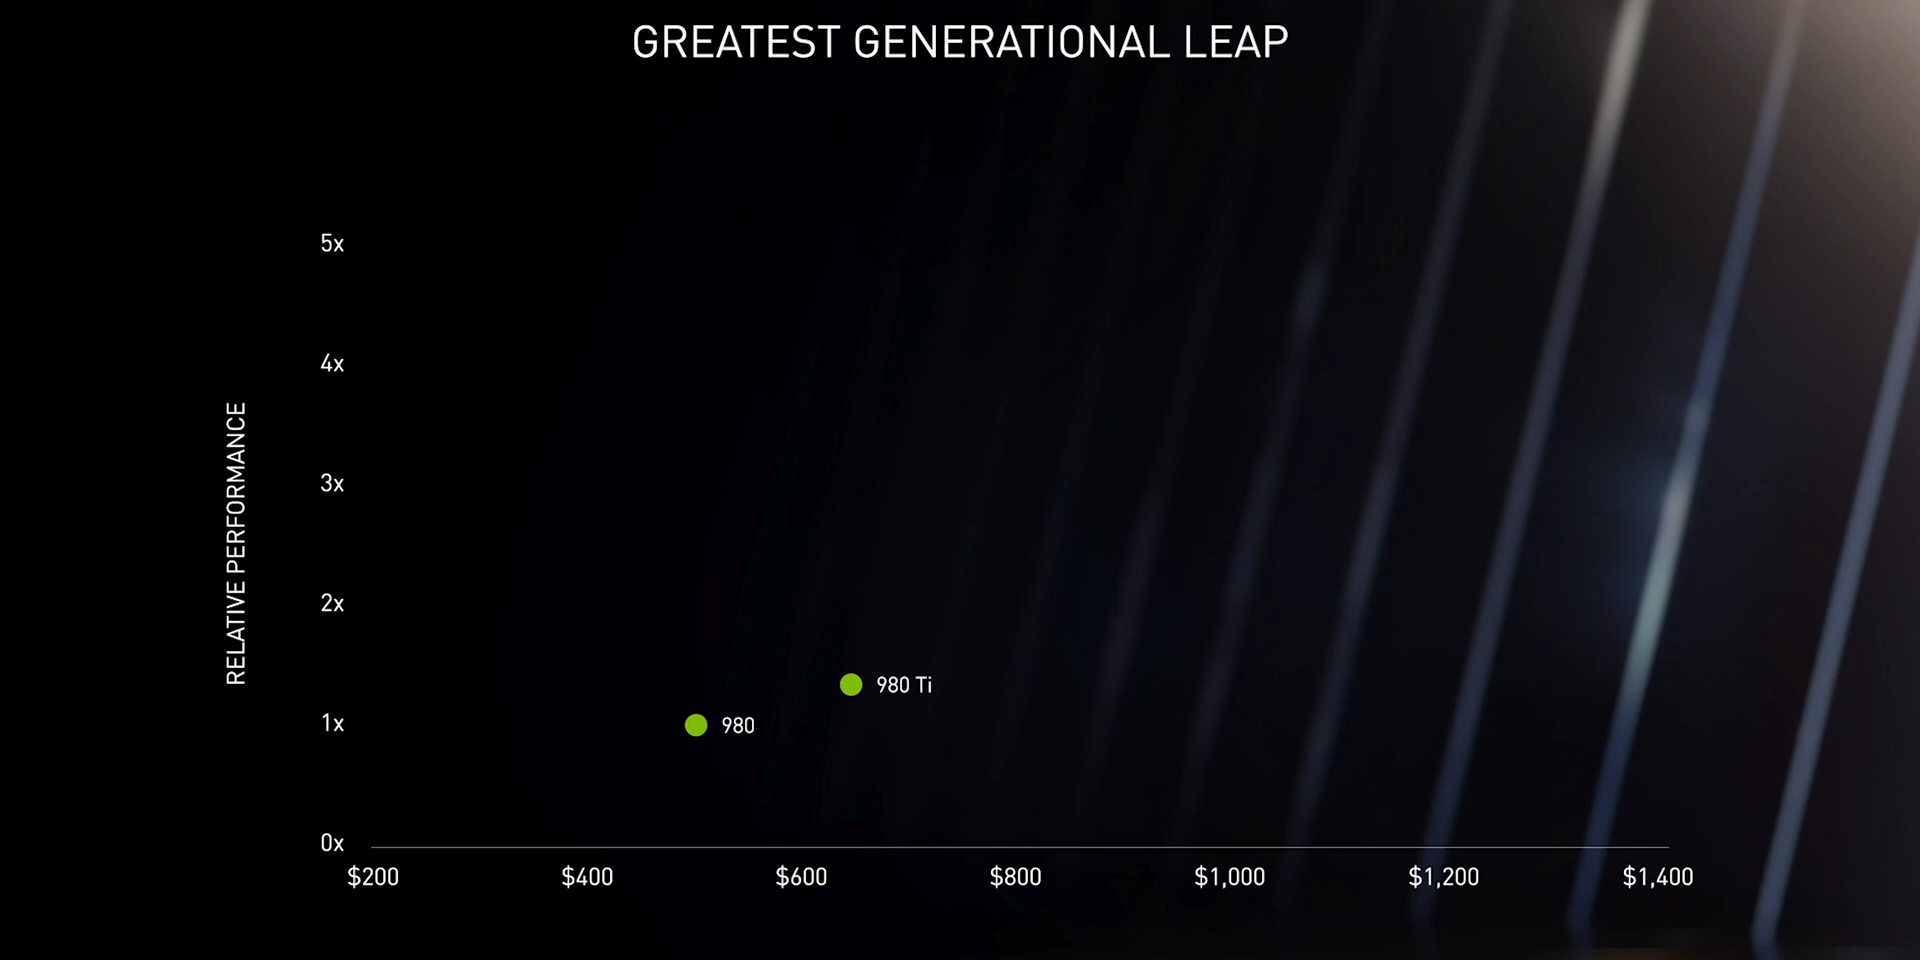 GREATEST GENERATIONAL LEAP
RELATIVE PERFORMANCE
5x
4x
3x
2x
1x
0x
980 Ti
980
$200 $400 $600 $800 $1,000 $1,200 $1,400